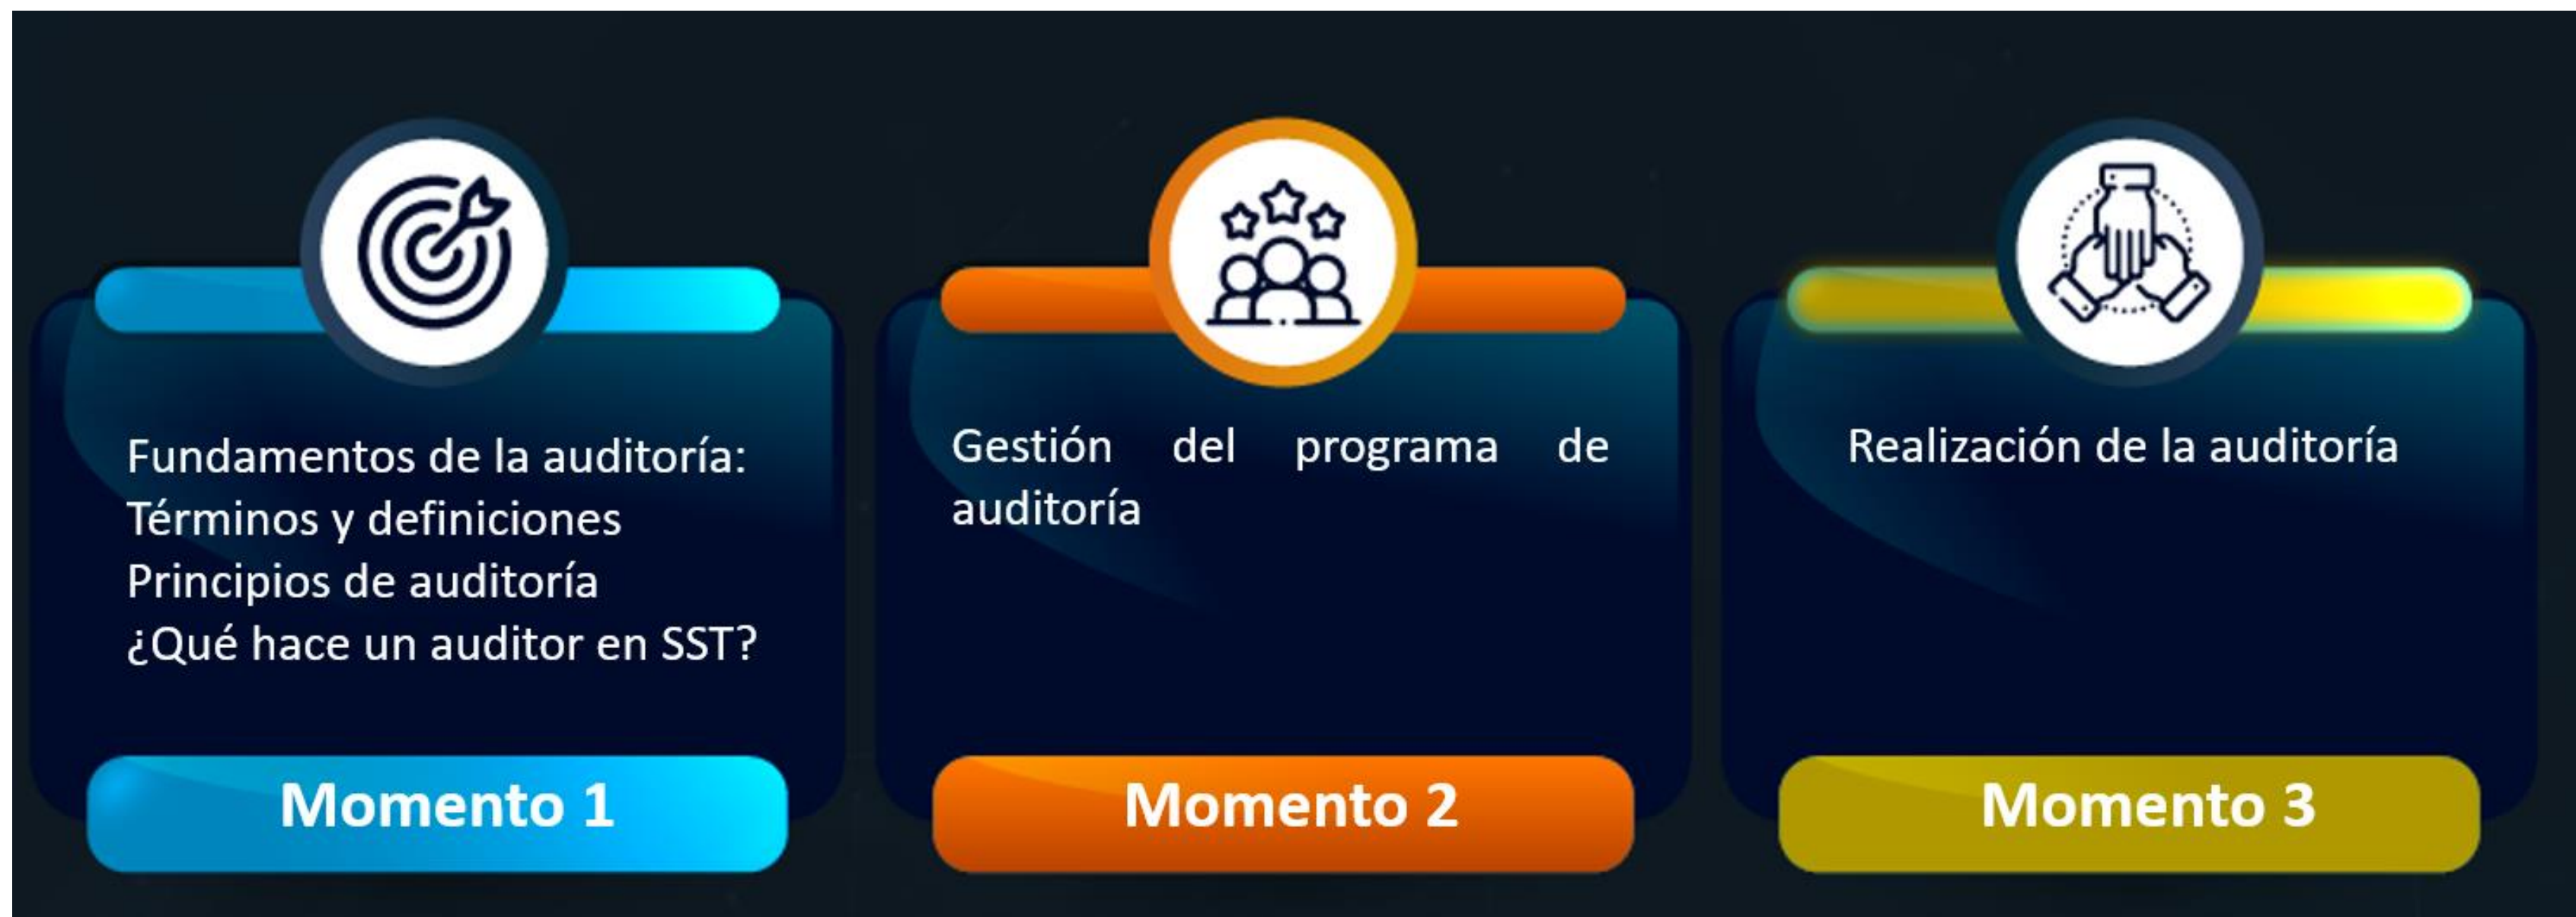 Fundamentos de la auditoría:
Términos y definiciones
Principios de auditoría
¿Qué hace un auditor en SST?
Momento 1
Gestión del programa de
auditoría
Momento 2
Realización de la auditoría
Momento 3